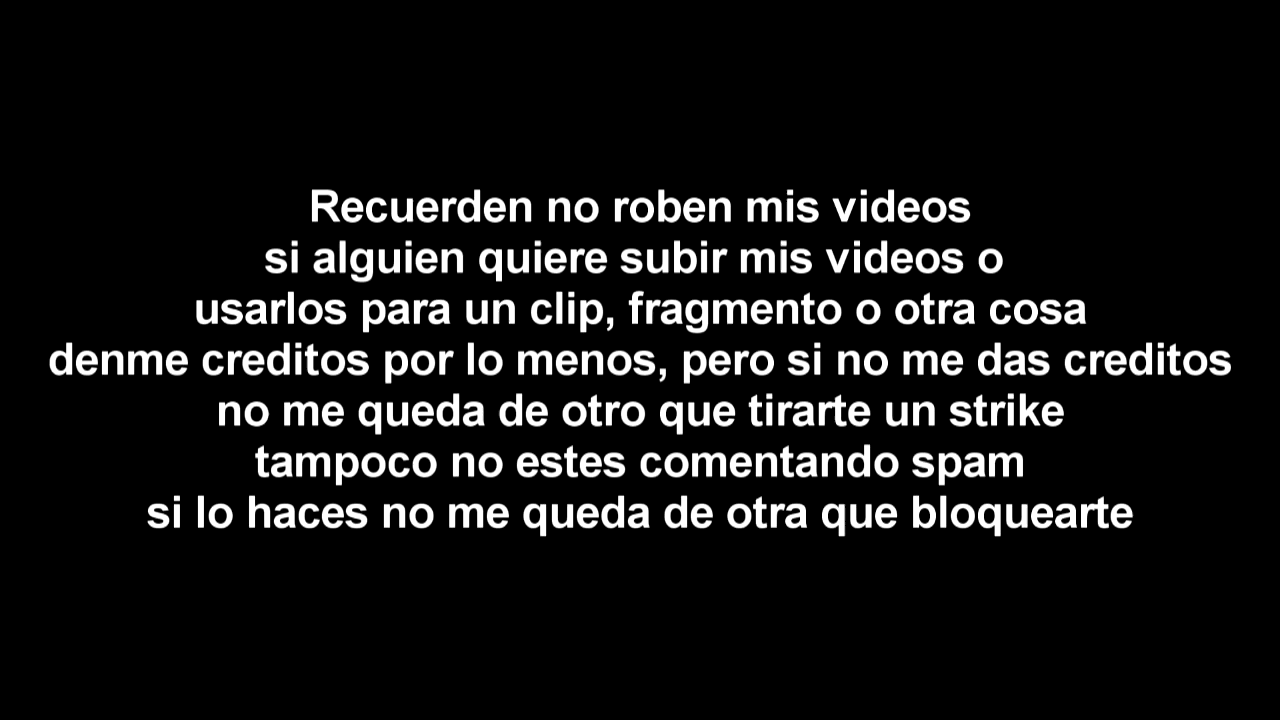 Recuerden no roben mis videos
si alguien quiere subir mis videos o
usarlos para un clip, fragmento o otra cosa
denme creditos por lo menos, pero si no me das creditos
no me queda de otro que tirarte un strike
tampoco no estes comentando spam
si lo haces no me queda de otra que bloquearte